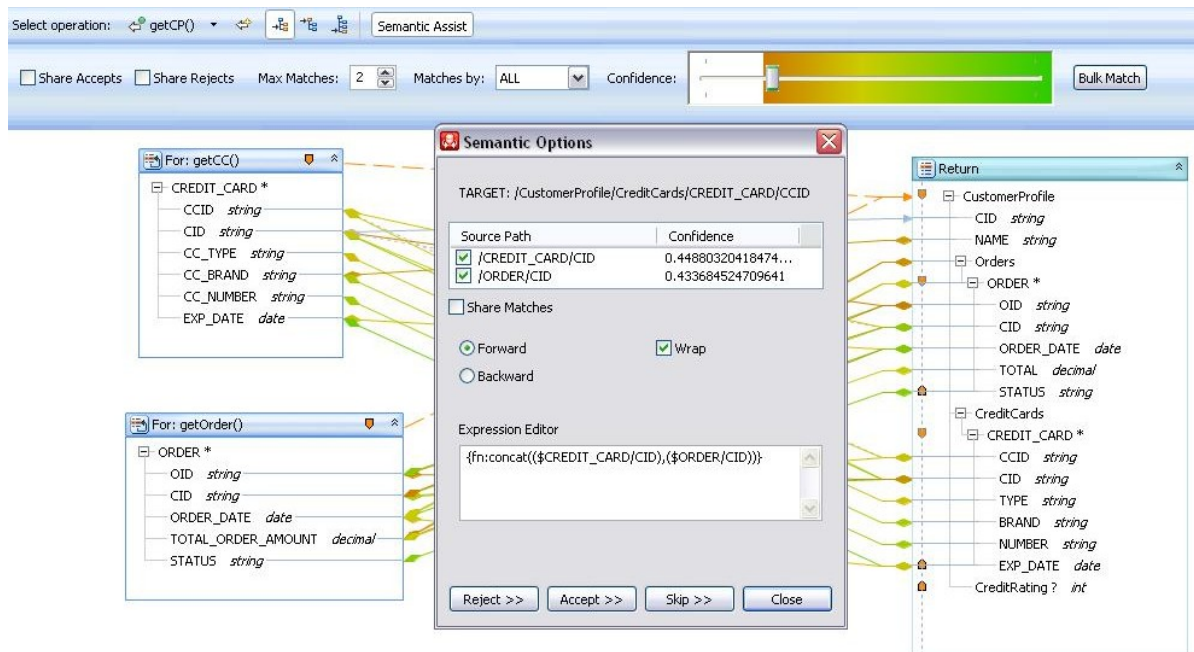 Select operation: getCP() Semantic Assist
Share Accepts Share Rejects Max Matches: 2 Matches by: ALL Confidence: Bulk Match
For: getCC()
CREDIT_CARD *
CCID string
CID string
CC_TYPE string
CC_BRAND string
CC_NUMBER string
EXP_DATE date
For: getOrder()
ORDER *
OID string
CID string
ORDER_DATE date
TOTAL_ORDER_AMOUNT decimal
STATUS string
Semantic Options
TARGET: /CustomerProfile/CreditCards/CREDIT_CARD/CCID
Source Path Confidence
/CREDIT_CARD/CID 0.44880320418474...
/ORDER/CID 0.433684524709641
Share Matches
Forward Wrap
Backward
Expression Editor
{fn:concat(($CREDIT_CARD/CID),($ORDER/CID))}
Reject >> Accept >> Skip >> Close
Return
CustomerProfile
CID string
NAME string
Orders
ORDER *
OID string
CID string
ORDER_DATE date
TOTAL decimal
STATUS string
CreditCards
CREDIT_CARD *
CCID string
CID string
TYPE string
BRAND string
NUMBER string
EXP_DATE date
CreditRating ? int